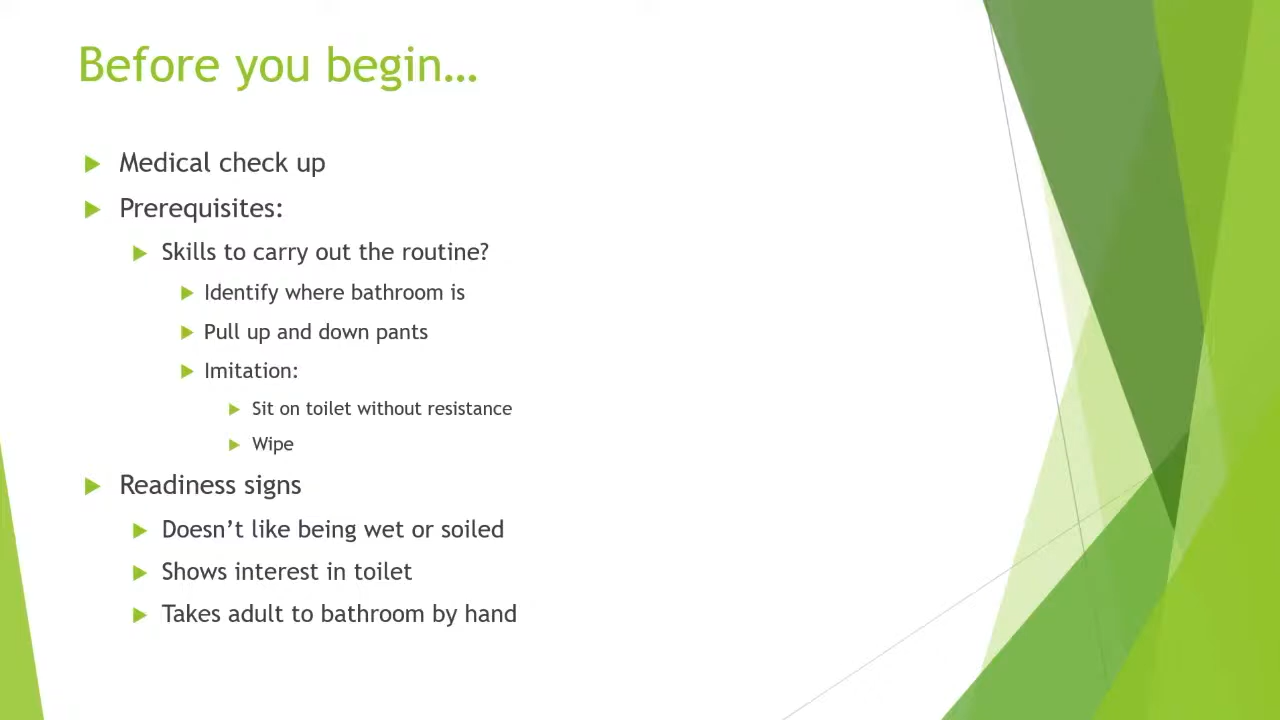 Before you begin…
Medical check up
Prerequisites:
Skills to carry out the routine?
Identify where bathroom is
Pull up and down pants
Imitation:
Sit on toilet without resistance
Wipe
Readiness signs
Doesn’t like being wet or soiled
Shows interest in toilet
Takes adult to bathroom by hand